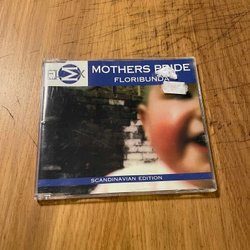 MOTHERS PRIDE
FLORIBUNDA
SCANDINAVIAN EDITION